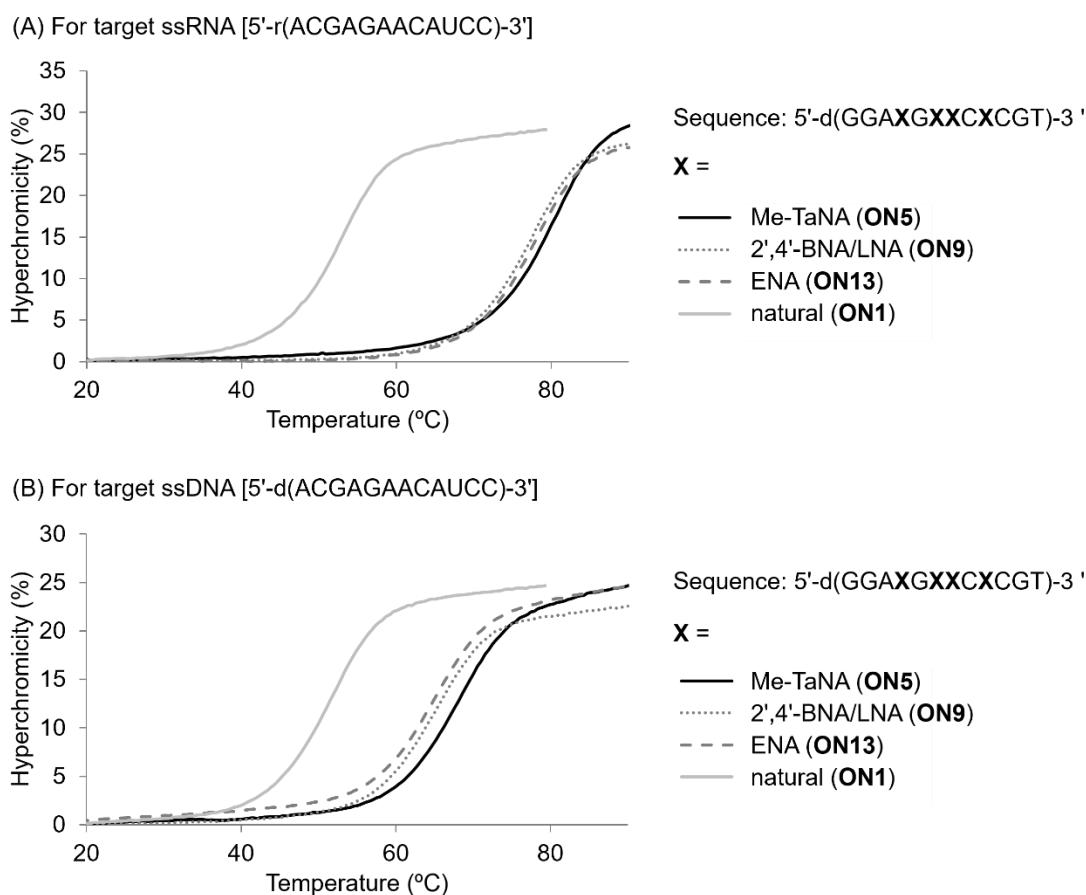 (A) For target ssRNA [5'-r(ACGAGAACAUCC)-3']
35
30
25
20
15
10
5
0
Hyperchromicity (%)
20
40
60
80
Temperature (ºC)
Sequence: 5'-d(GGAXGXXCXCGT)-3 '
X =
Me-TaNA (ON5)
2',4'-BNA/LNA (ON9)
ENA (ON13)
natural (ON1)
(B) For target ssDNA [5'-d(ACGAGAACAUCC)-3']
30
25
20
15
10
5
0
Hyperchromicity (%)
20
40
60
80
Temperature (ºC)
Sequence: 5'-d(GGAXGXXCXCGT)-3 '
X =
Me-TaNA (ON5)
2',4'-BNA/LNA (ON9)
ENA (ON13)
natural (ON1)